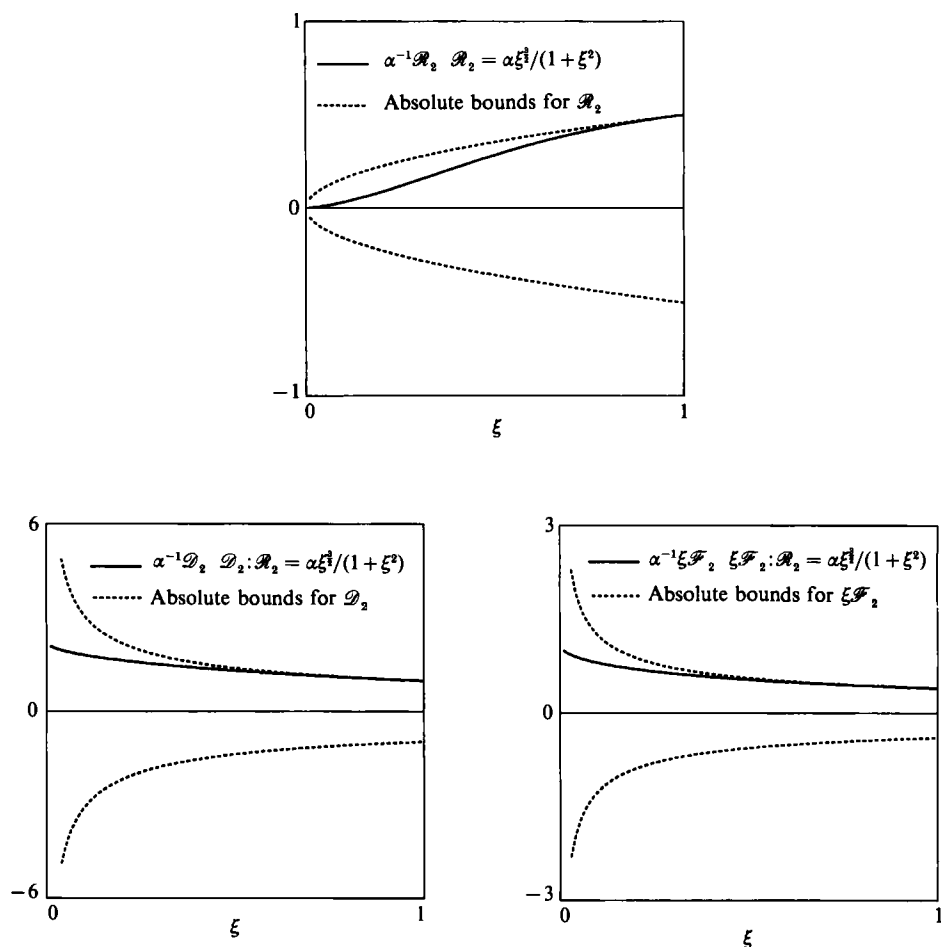 1
α⁻¹ℛ₂ ℛ₂ = αξ^{3/2}/(1+ξ²)
Absolute bounds for ℛ₂
0
−1
0
1
ξ
6
α⁻¹𝒟₂ 𝒟₂:ℛ₂ = αξ^{3/2}/(1+ξ²)
Absolute bounds for 𝒟₂
0
−6
0
1
ξ
3
α⁻¹ξℱ₂ ξℱ₂:ℛ₂ = αξ^{3/2}/(1+ξ²)
Absolute bounds for ξℱ₂
0
−3
0
1
ξ